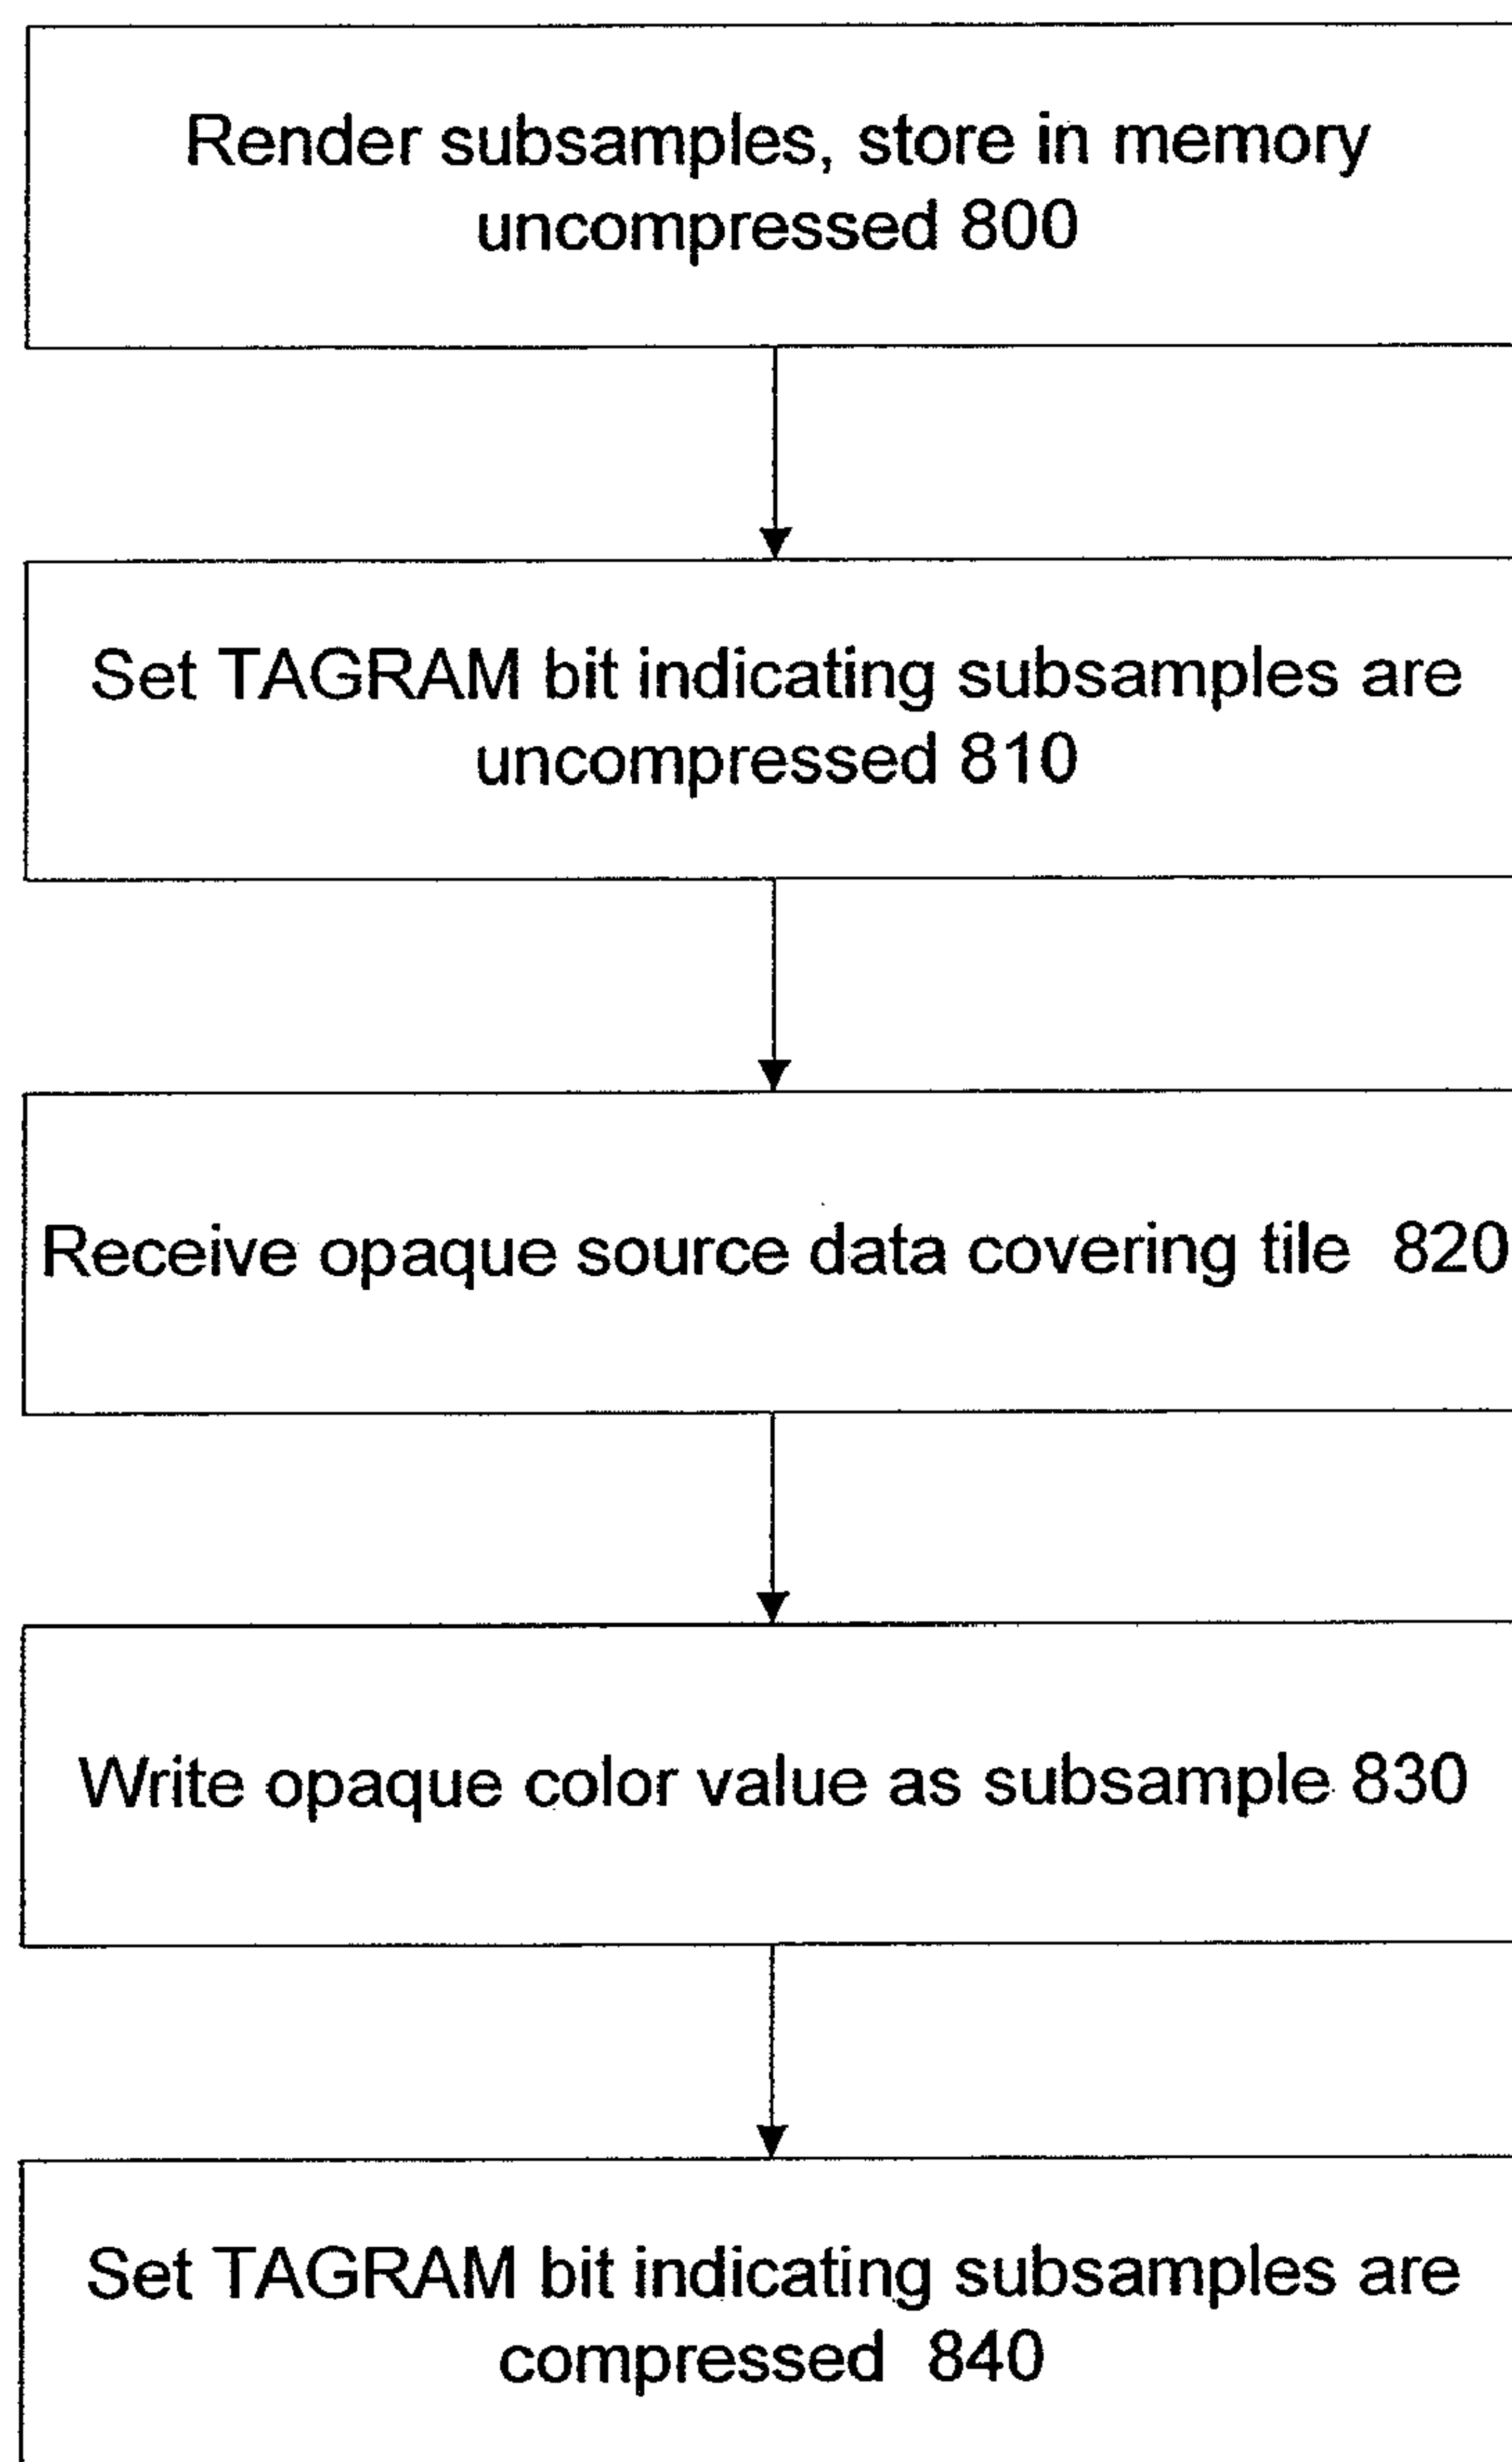 Render subsamples, store in memory
uncompressed 800
Set TAGRAM bit indicating subsamples are
uncompressed 810
Receive opaque source data covering tile 820
Write opaque color value as subsample 830
Set TAGRAM bit indicating subsamples are
compressed 840